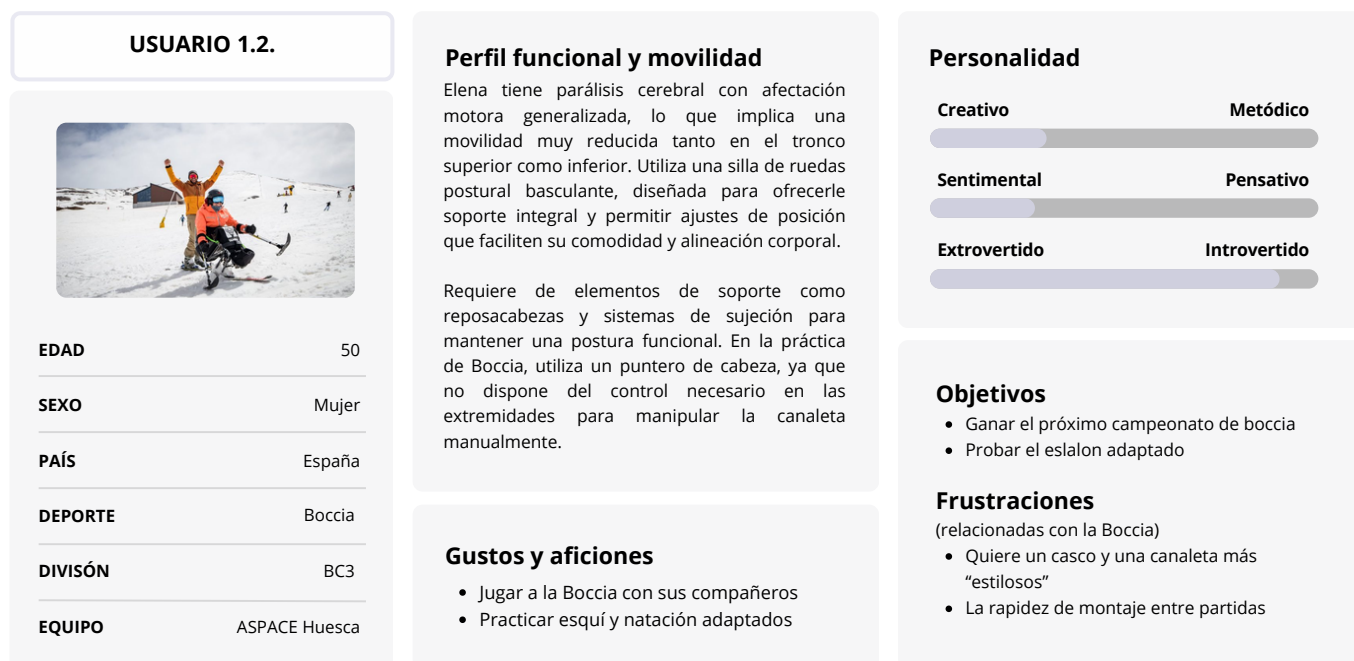 USUARIO 1.2.
EDAD 50
SEXO Mujer
PAÍS España
DEPORTE Boccia
DIVISÓN BC3
EQUIPO ASPACE Huesca
Perfil funcional y movilidad
Elena tiene parálisis cerebral con afectación
motora generalizada, lo que implica una
movilidad muy reducida tanto en el tronco
superior como inferior. Utiliza una silla de ruedas
postural basculante, diseñada para ofrecerle
soporte integral y permitir ajustes de posición
que faciliten su comodidad y alineación corporal.
Requiere de elementos de soporte como
reposacabezas y sistemas de sujeción para
mantener una postura funcional. En la práctica
de Boccia, utiliza un puntero de cabeza, ya que
no dispone del control necesario en las
extremidades para manipular la canaleta
manualmente.
Gustos y aficiones
• Jugar a la Boccia con sus compañeros
• Practicar esquí y natación adaptados
Personalidad
Creativo Metódico
Sentimental Pensativo
Extrovertido Introvertido
Objetivos
• Ganar el próximo campeonato de boccia
• Probar el eslalon adaptado
Frustraciones
(relacionadas con la Boccia)
• Quiere un casco y una canaleta más
“estilosos”
• La rapidez de montaje entre partidas